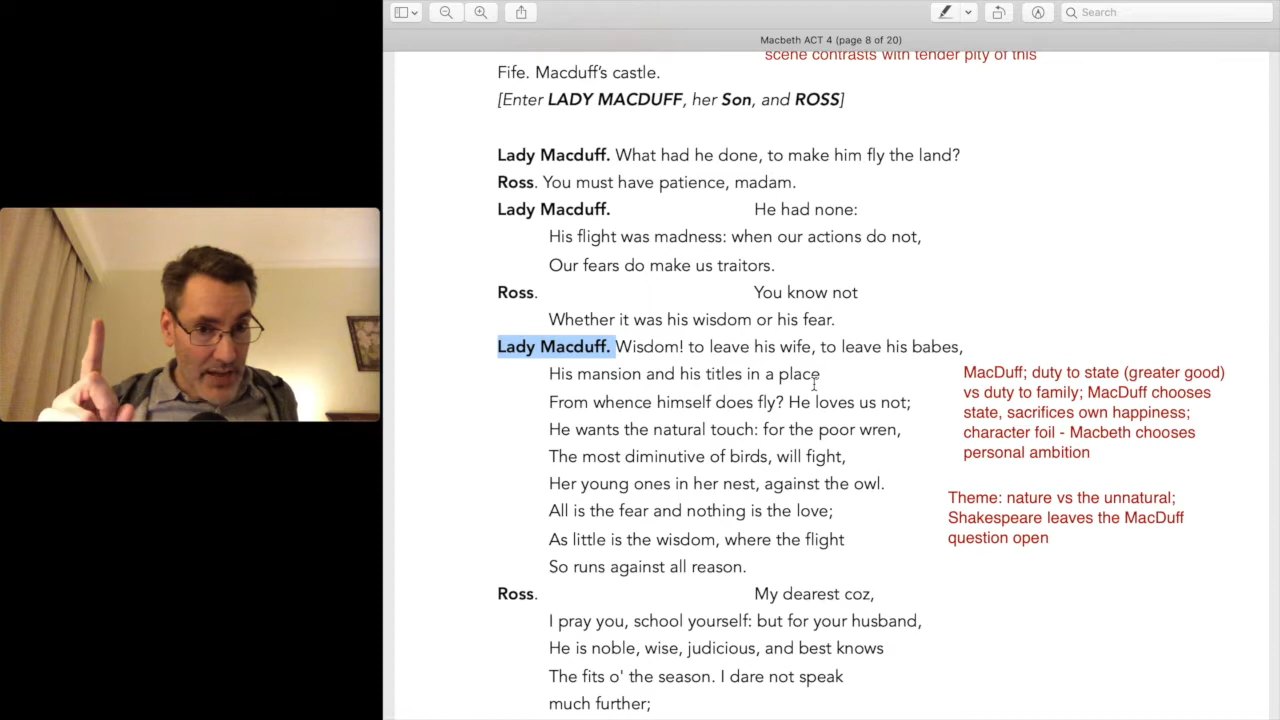 Search
Macbeth ACT 4 (page 8 of 20)
scene contrasts with tender pity of this
Fife. Macduff's castle.
[Enter LADY MACDUFF, her Son, and ROSS]
Lady Macduff. What had he done, to make him fly the land?
Ross. You must have patience, madam.
Lady Macduff. He had none:
His flight was madness: when our actions do not,
Our fears do make us traitors.
Ross. You know not
Whether it was his wisdom or his fear.
Lady Macduff. Wisdom! to leave his wife, to leave his babes,
His mansion and his titles in a place
From whence himself does fly? He loves us not;
He wants the natural touch: for the poor wren,
The most diminutive of birds, will fight,
Her young ones in her nest, against the owl.
All is the fear and nothing is the love;
As little is the wisdom, where the flight
So runs against all reason.
Ross. My dearest coz,
I pray you, school yourself: but for your husband,
He is noble, wise, judicious, and best knows
The fits o' the season. I dare not speak
much further;
MacDuff; duty to state (greater good)
vs duty to family; MacDuff chooses
state, sacrifices own happiness;
character foil - Macbeth chooses
personal ambition
Theme: nature vs the unnatural;
Shakespeare leaves the MacDuff
question open